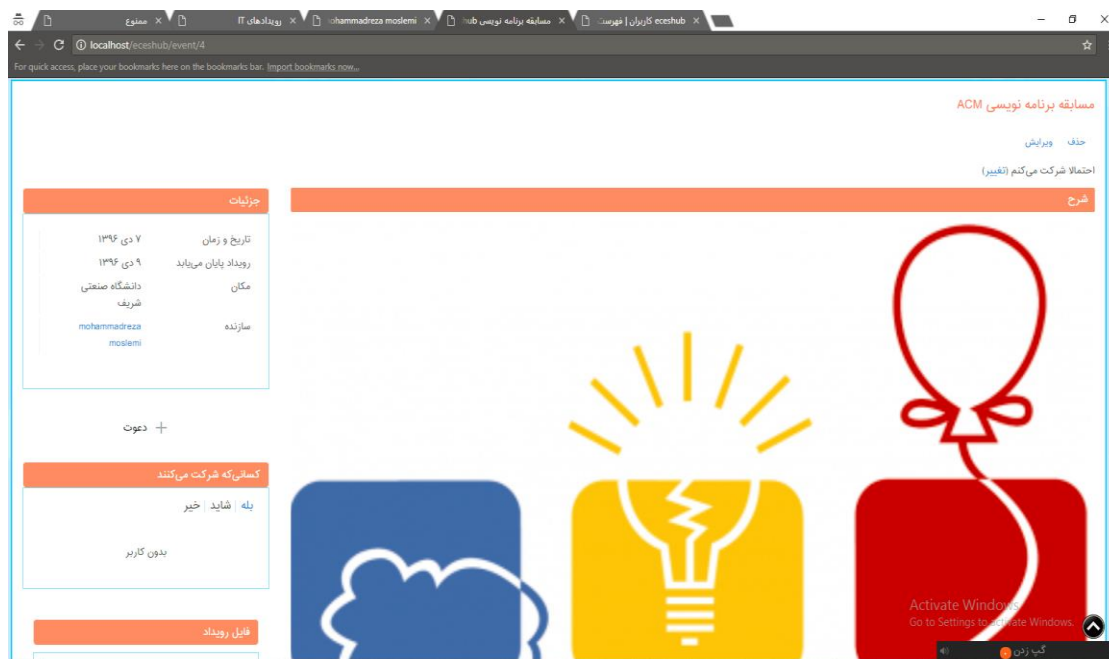 ممنوع
رویدادهای IT
ohammadreza moslemi
مسابقه برنامه نویسی hub
eceshub کاربران | فهرست
localhost/eceshub/event/4
For quick access, place your bookmarks here on the bookmarks bar. Import bookmarks now...
مسابقه برنامه نویسی ACM
حذف ویرایش
احتمالا شرکت می‌کنم (تغییر)
شرح
جزئیات
تاریخ و زمان ۷ دی ۱۳۹۶
رویداد پایان می‌یابد ۹ دی ۱۳۹۶
مکان دانشگاه صنعتی
شریف
سازنده mohammadreza
moslemi
+ دعوت
کسانی‌که شرکت می‌کنند
بله | شاید | خیر
بدون کاربر
فایل رویداد
Activate Windows
Go to Settings to activate Windows.
گپ زدن